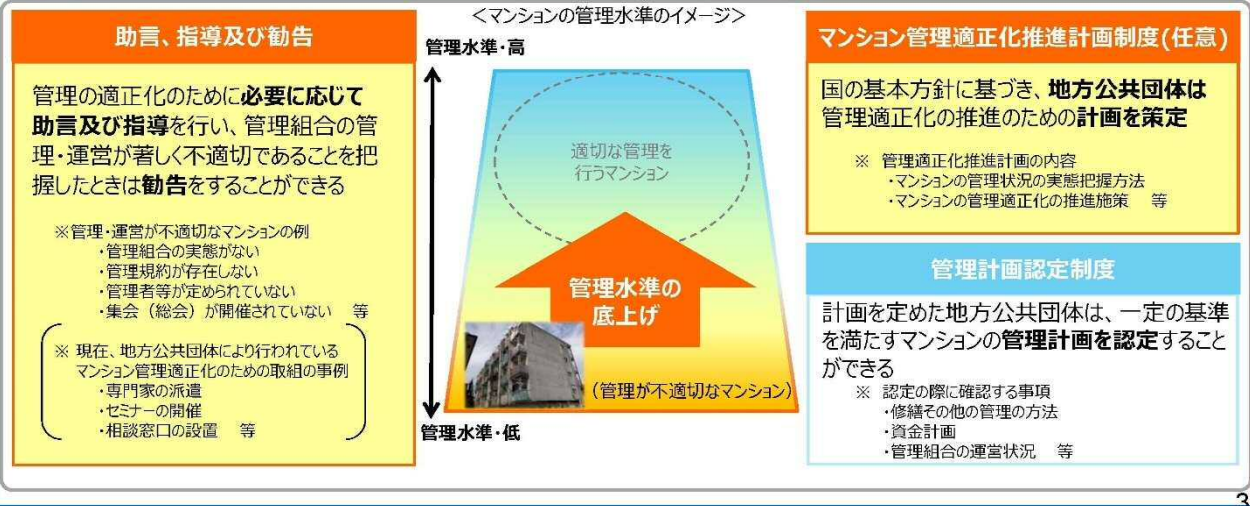 <マンションの管理水準のイメージ>
助言、指導及び勧告
管理の適正化のために必要に応じて
助言及び指導を行い、管理組合の管
理・運営が著しく不適切であることを把
握したときは勧告をすることができる
※管理・運営が不適切なマンションの例
・管理組合の実態がない
・管理規約が存在しない
・管理者等が定められていない
・集会（総会）が開催されていない　等
※ 現在、地方公共団体により行われている
マンション管理適正化のための取組の事例
・専門家の派遣
・セミナーの開催
・相談窓口の設置　等
管理水準・高
適切な管理を
行うマンション
管理水準の
底上げ
（管理が不適切なマンション）
管理水準・低
マンション管理適正化推進計画制度(任意)
国の基本方針に基づき、地方公共団体は
管理適正化の推進のための計画を策定
※ 管理適正化推進計画の内容
・マンションの管理状況の実態把握方法
・マンションの管理適正化の推進施策　等
管理計画認定制度
計画を定めた地方公共団体は、一定の基準
を満たすマンションの管理計画を認定すること
ができる
※ 認定の際に確認する事項
・修繕その他の管理の方法
・資金計画
・管理組合の運営状況　等
3